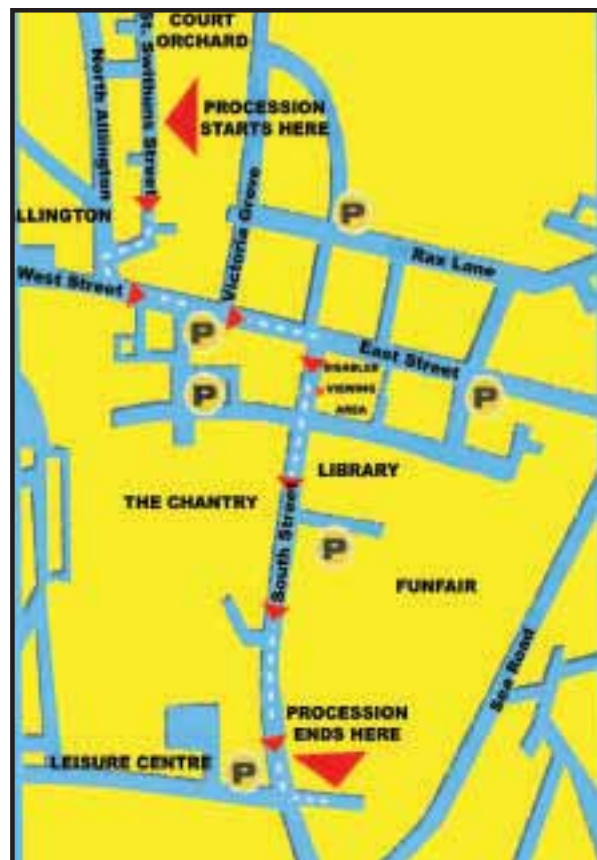 COURT
ORCHARD
St. Swithuns Street
North Allington
PROCESSION
STARTS HERE
Victoria Grove
P
LLINGTON
Rax Lane
West Street
P
East Street
DISABLED
VIEWING
AREA
P
P
LIBRARY
THE CHANTRY
South Street
P
FUNFAIR
Sea Road
PROCESSION
ENDS HERE
LEISURE CENTRE
P